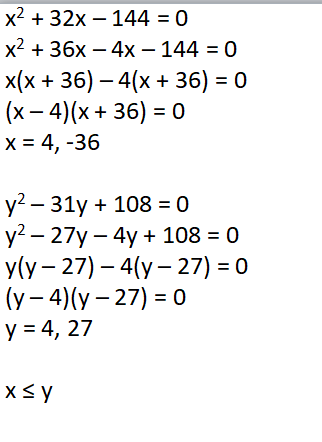 x² + 32x – 144 = 0
x² + 36x – 4x – 144 = 0
x(x + 36) – 4(x + 36) = 0
(x – 4)(x + 36) = 0
x = 4, -36
y² – 31y + 108 = 0
y² – 27y – 4y + 108 = 0
y(y – 27) – 4(y – 27) = 0
(y – 4)(y – 27) = 0
y = 4, 27
x ≤ y